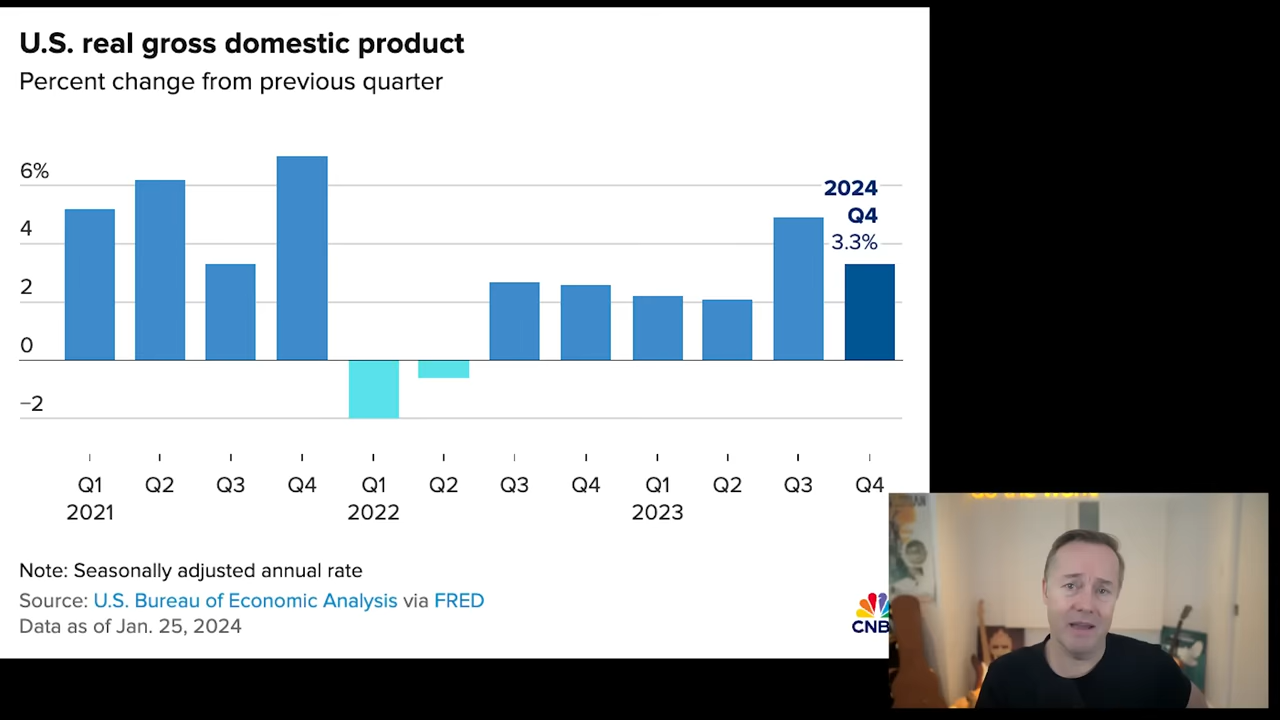 U.S. real gross domestic product
Percent change from previous quarter
6%
4
2
0
−2
2024
Q4
3.3%
Q1 Q2 Q3 Q4 Q1 Q2 Q3 Q4 Q1 Q2 Q3 Q4
2021 2022 2023
Note: Seasonally adjusted annual rate
Source: U.S. Bureau of Economic Analysis via FRED
Data as of Jan. 25, 2024
CNB